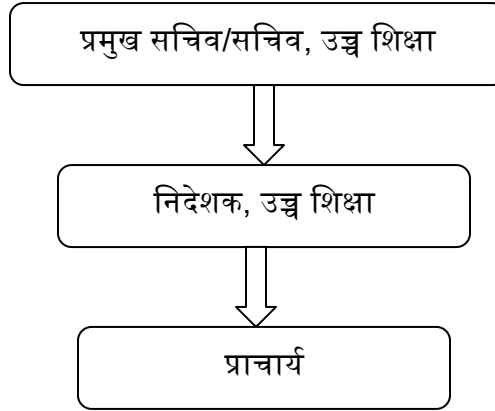 प्रमुख सचिव/सचिव, उच्च शिक्षा
निदेशक, उच्च शिक्षा
प्राचार्य